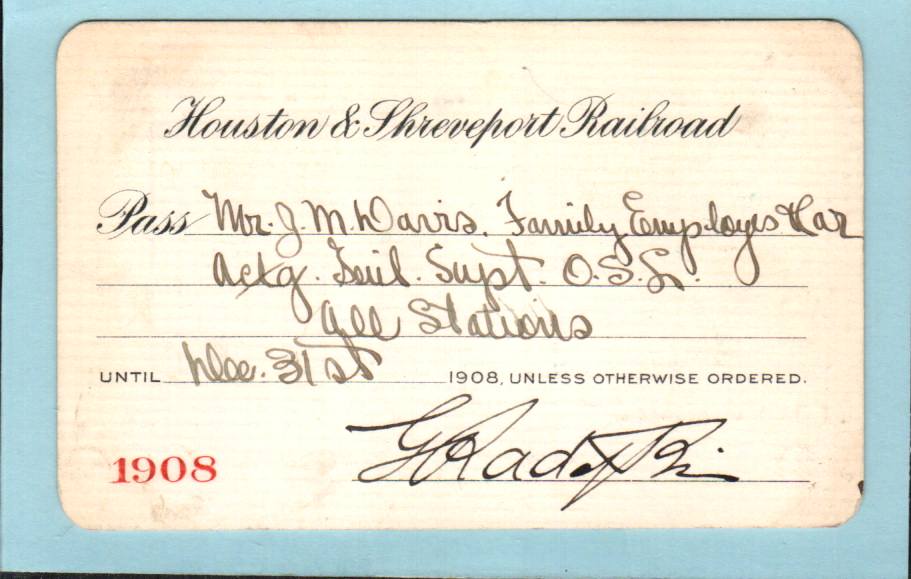 Houston & Shreveport Railroad
Pass Mr. J. M. Davis, Family, Employes & Car
Actg. Genl. Supt. O.S.L.
All Stations
UNTIL Dec. 31st 1908, UNLESS OTHERWISE ORDERED.
1908